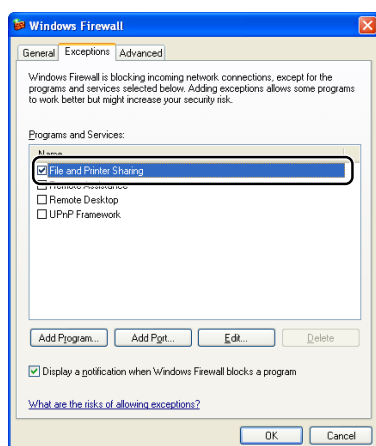 Windows Firewall
General Exceptions Advanced
Windows Firewall is blocking incoming network connections, except for the
programs and services selected below. Adding exceptions allows some programs
to work better but might increase your security risk.
Programs and Services:
Name
File and Printer Sharing
Remote Assistance
Remote Desktop
UPnP Framework
Add Program... Add Port... Edit... Delete
Display a notification when Windows Firewall blocks a program
What are the risks of allowing exceptions?
OK Cancel